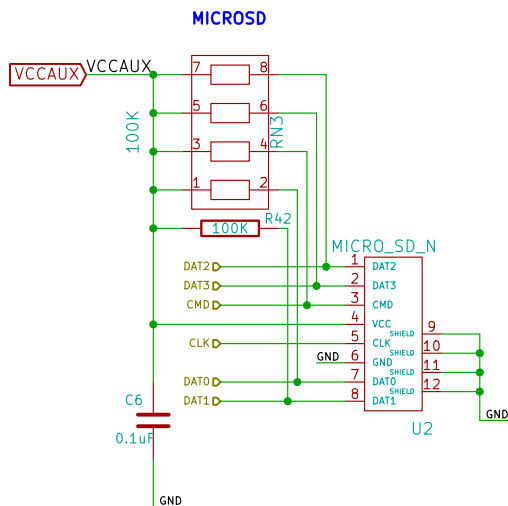 MICROSD
VCCAUX
VCCAUX
7 8
5 6
3 4
1 2
100K
RN3
R42
100K
MICRO_SD_N
DAT2 1 DAT2
DAT3 2 DAT3
CMD 3 CMD
4 VCC
CLK 5 CLK
GND 6 GND
DAT0 7 DAT0
DAT1 8 DAT1
SHIELD 9
SHIELD 10
SHIELD 11
SHIELD 12
GND
U2
C6
0.1uF
GND